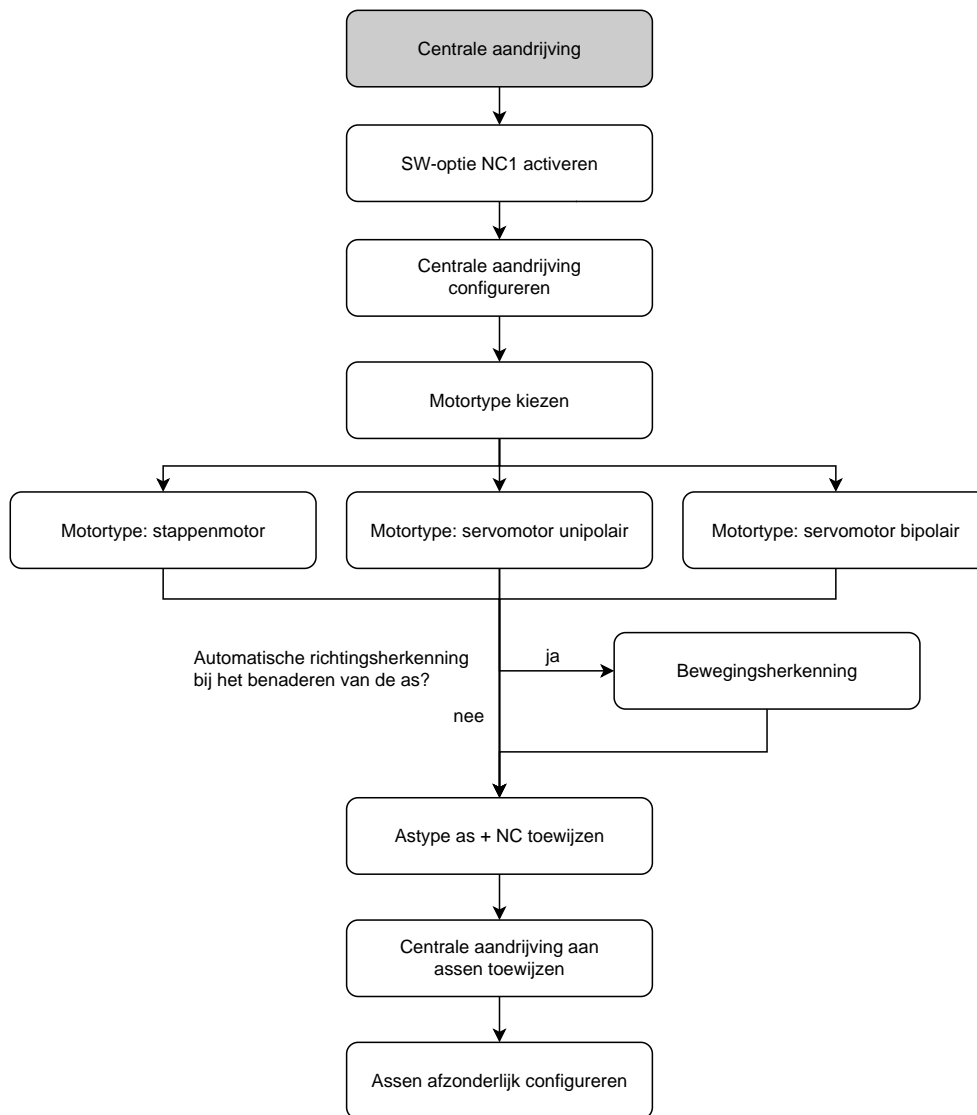 Centrale aandrijving
SW-optie NC1 activeren
Centrale aandrijving
configureren
Motortype kiezen
Motortype: stappenmotor
Motortype: servomotor unipolair
Motortype: servomotor bipolair
Automatische richtingsherkenning
bij het benaderen van de as?
ja
Bewegingsherkenning
nee
Astype as + NC toewijzen
Centrale aandrijving aan
assen toewijzen
Assen afzonderlijk configureren